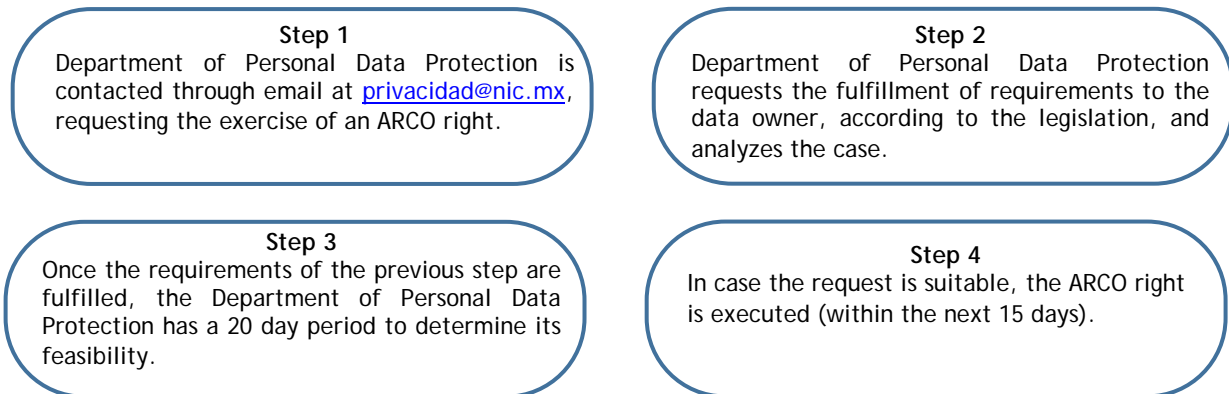 Step 1
Department of Personal Data Protection is
contacted through email at privacidad@nic.mx,
requesting the exercise of an ARCO right.
Step 2
Department of Personal Data Protection
requests the fulfillment of requirements to the
data owner, according to the legislation, and
analyzes the case.
Step 3
Once the requirements of the previous step are
fulfilled, the Department of Personal Data
Protection has a 20 day period to determine its
feasibility.
Step 4
In case the request is suitable, the ARCO right
is executed (within the next 15 days).